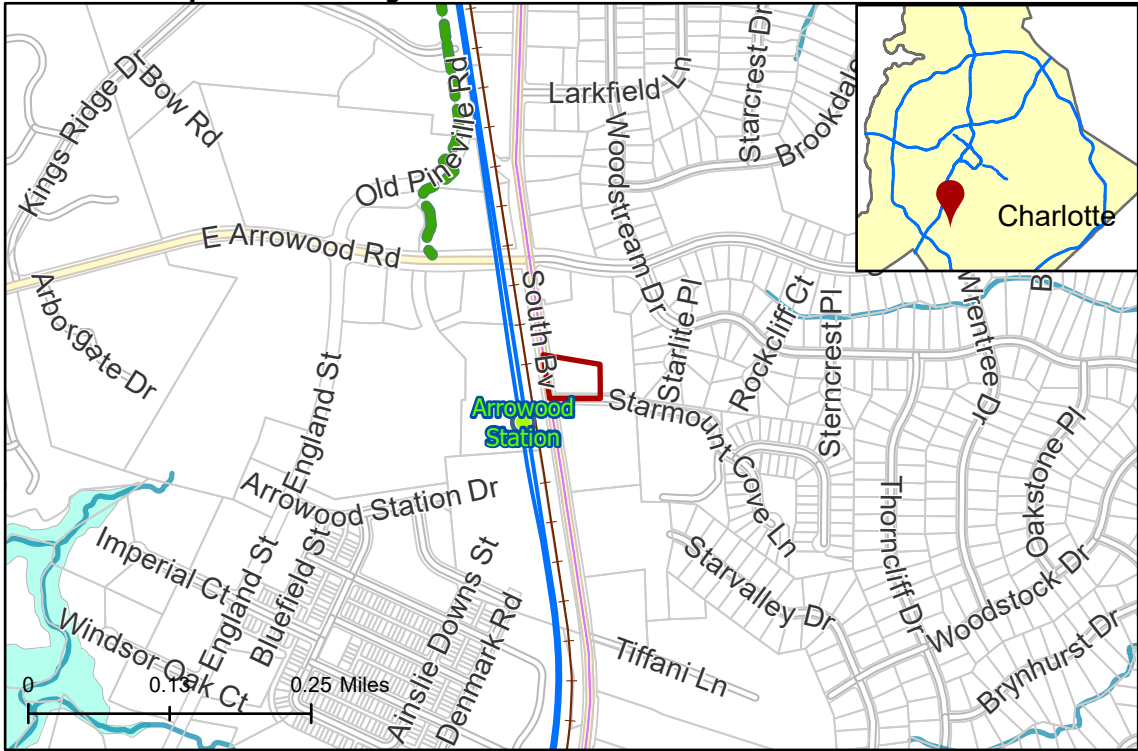 Larkfield Ln
Starcrest Dr
Brookdale
Kings Ridge Dr
Bow Rd
Old Pineville Rd
Woodstream Dr
E Arrowood Rd
Charlotte
Arborgate Dr
South Bv
Starlite Pl
Rockcliff Ct
Sterncrest Pl
Wrentree Dr
B
England St
Arrowood
Station
Starmount Cove Ln
Oakstone Pl
Arrowood Station Dr
Thorncliff Dr
Imperial Ct
England St
Bluefield St
Ainslie Downs St
Denmark Rd
Starvalley Dr
Woodstock Dr
Windsor Oak Ct
Tiffani Ln
Brynhurst Dr
0 0.13 0.25 Miles